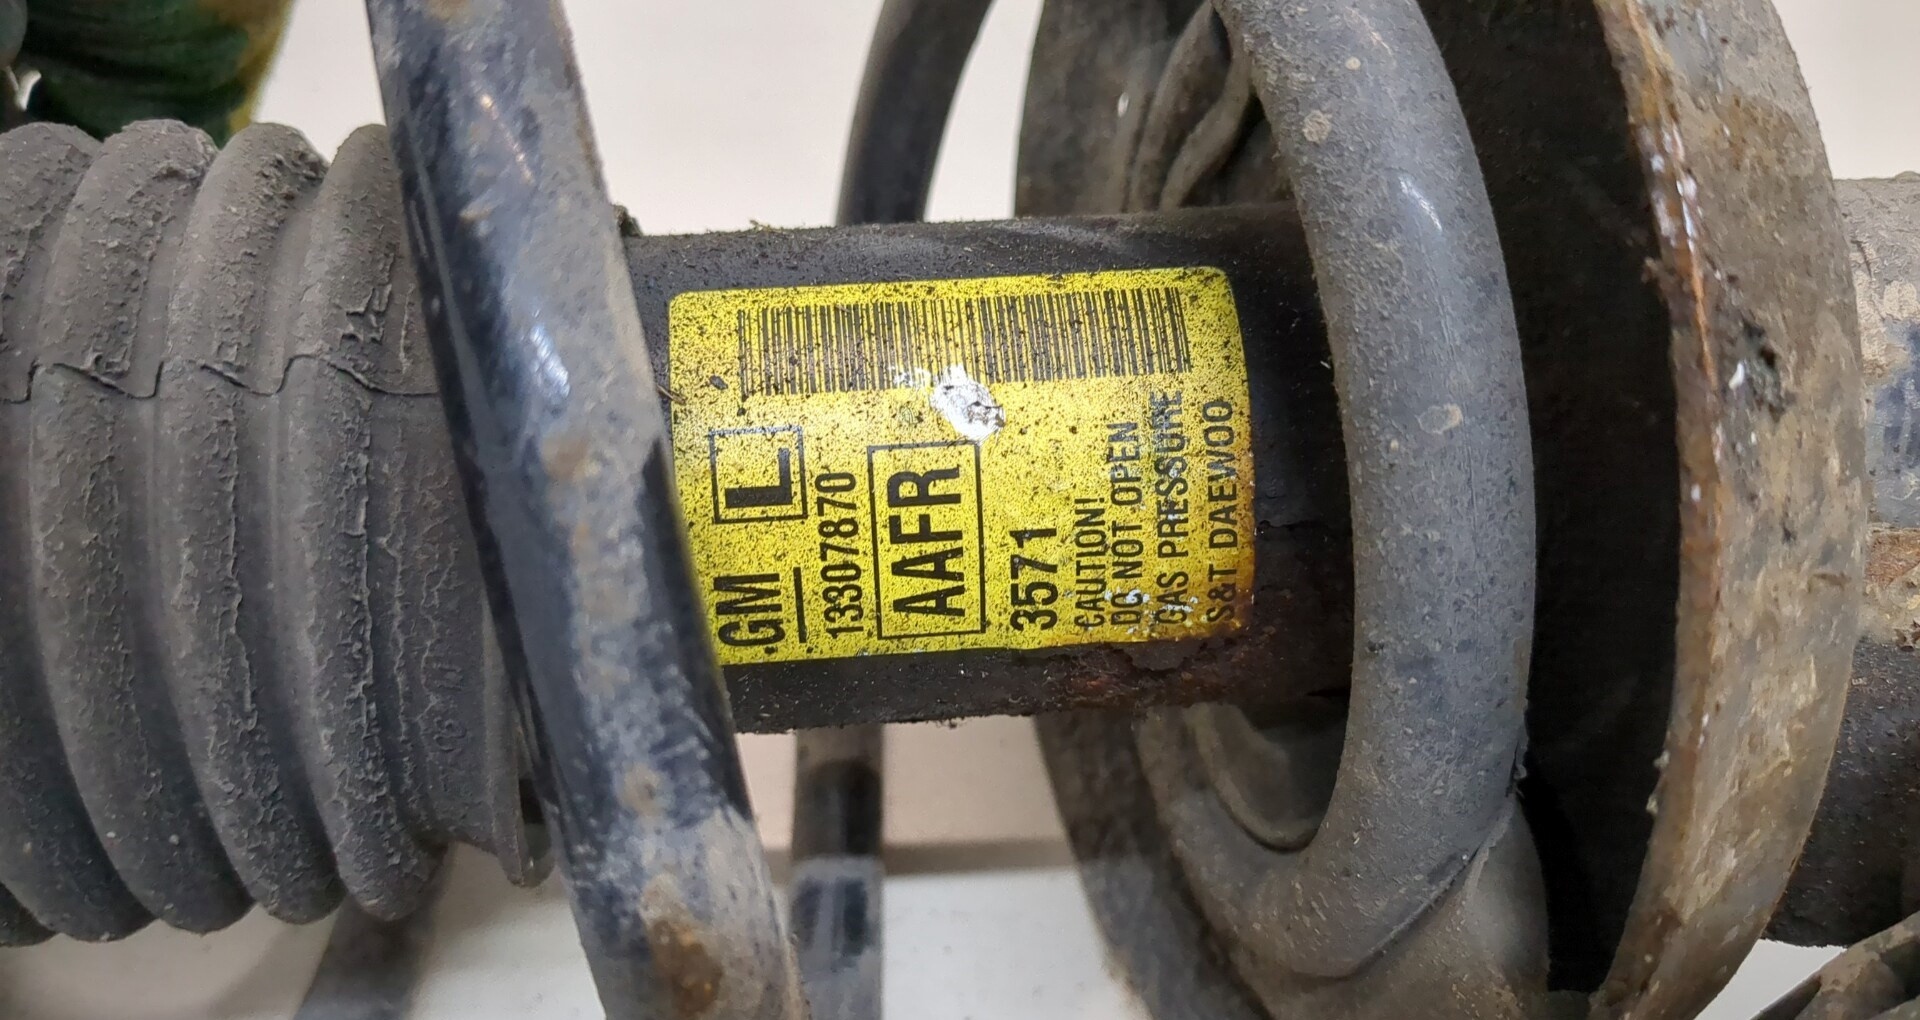 GM L
13307870
AAFR
3571
CAUTION!
DO NOT OPEN
GAS PRESSURE
S&T DAEWOO